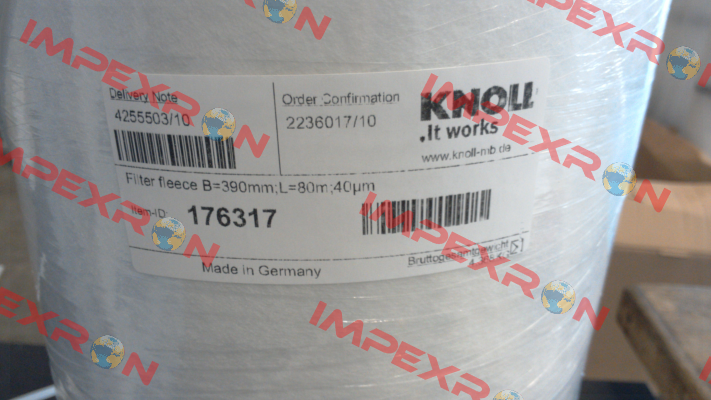 Delivery Note
4255503/10
Order Confirmation
2236017/10
KNOLL
.It works
www.knoll-mb.de
Filter fleece B=390mm;L=80m;40µm
Item-ID: 176317
Made in Germany
IMPEXRON
IMPEXRON
IMPEXRON
IMPEXRON
IMPEXRON
IMPEXRON